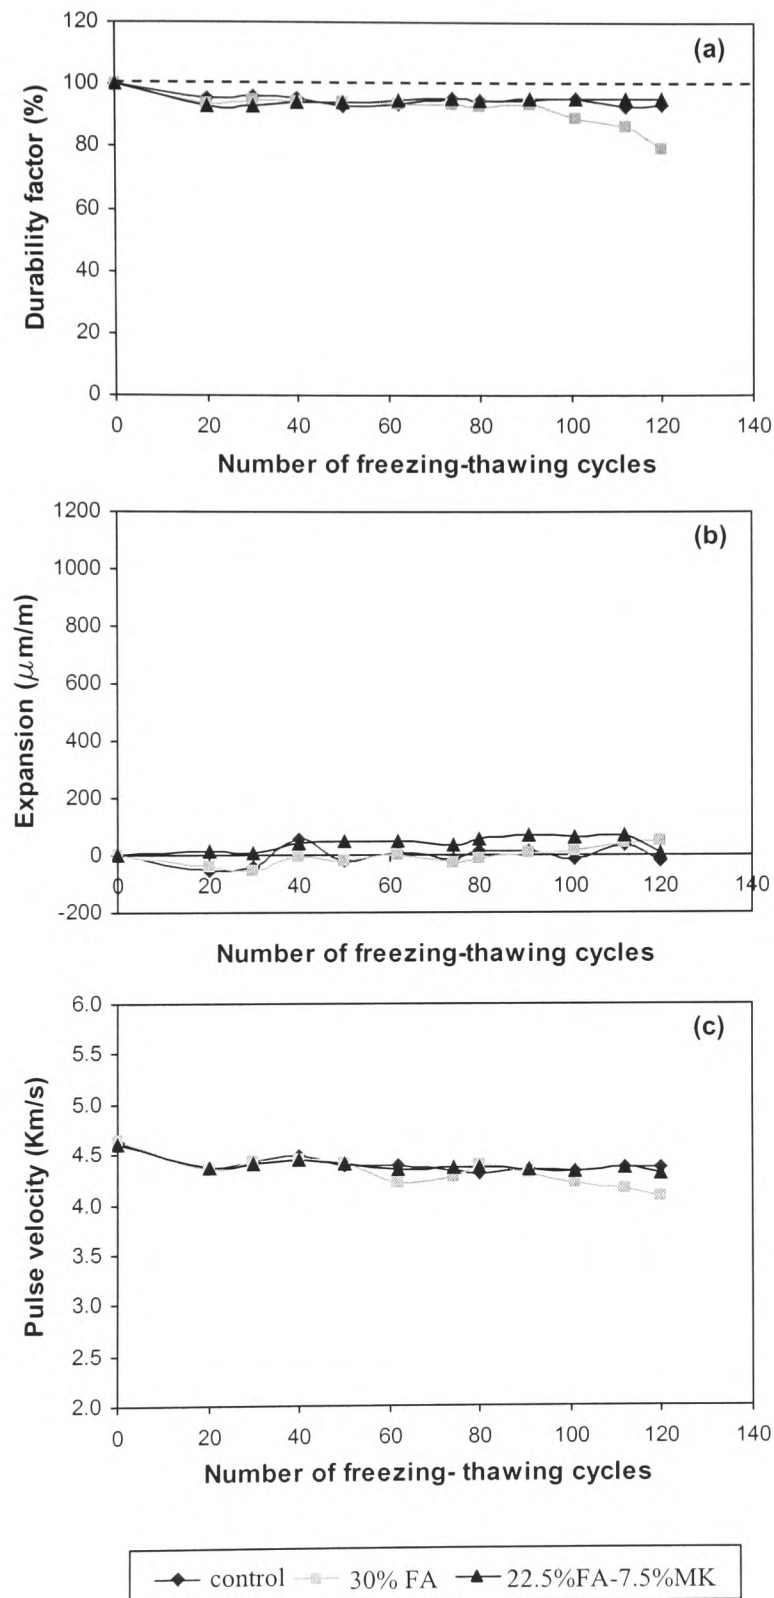 (a)
Durability factor (%)
120
100
80
60
40
20
0
0 20 40 60 80 100 120 140
Number of freezing-thawing cycles
(b)
Expansion (μm/m)
1200
1000
800
600
400
200
0
-200
0 20 40 60 80 100 120 140
Number of freezing-thawing cycles
(c)
Pulse velocity (Km/s)
6.0
5.5
5.0
4.5
4.0
3.5
3.0
2.5
2.0
0 20 40 60 80 100 120 140
Number of freezing- thawing cycles
control 30% FA 22.5%FA-7.5%MK